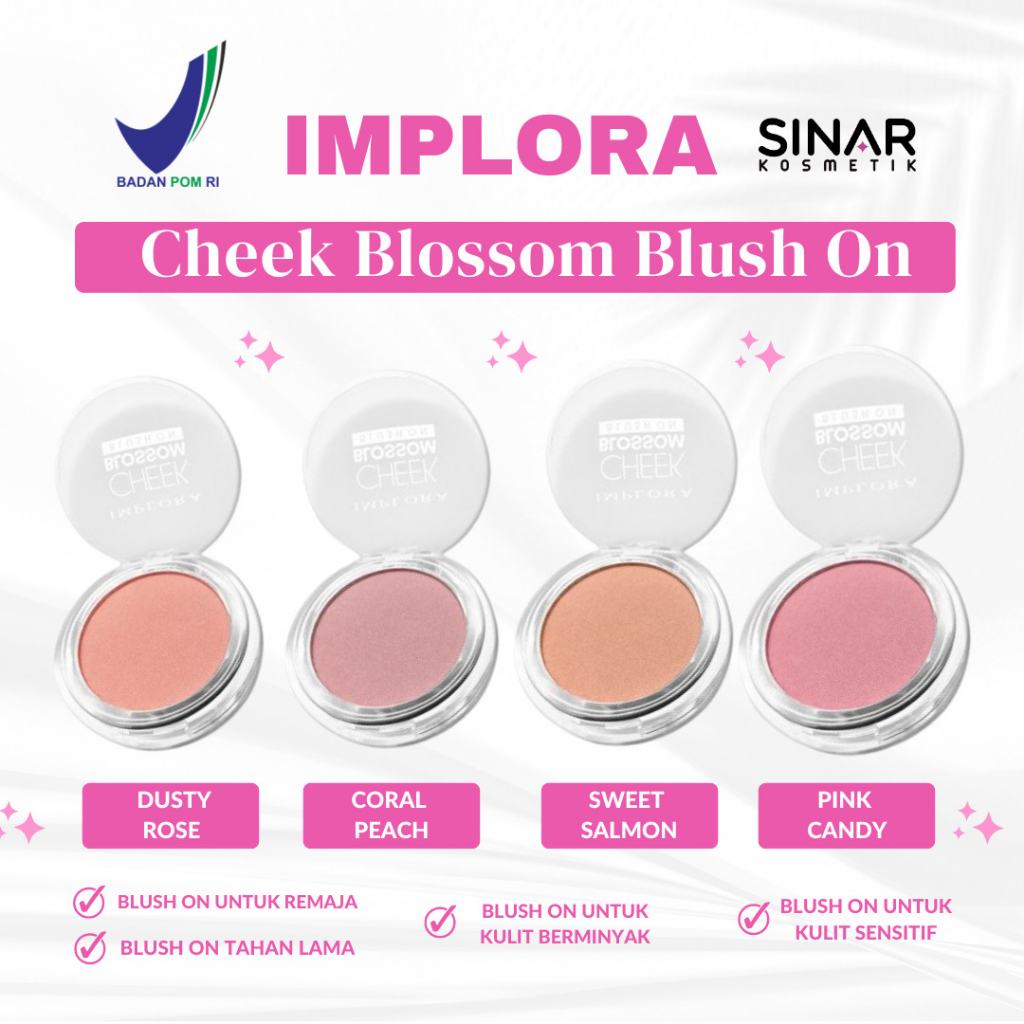 BADAN POM RI
IMPLORA
SINAR
KOSMETIK
Cheek Blossom Blush On
BLUSH ON
BLOSSOM
CHEEK
IMPLORA
BLUSH ON
BLOSSOM
CHEEK
IMPLORA
BLUSH ON
BLOSSOM
CHEEK
IMPLORA
BLUSH ON
BLOSSOM
CHEEK
IMPLORA
DUSTY
ROSE
CORAL
PEACH
SWEET
SALMON
PINK
CANDY
BLUSH ON UNTUK REMAJA
BLUSH ON TAHAN LAMA
BLUSH ON UNTUK
KULIT BERMINYAK
BLUSH ON UNTUK
KULIT SENSITIF